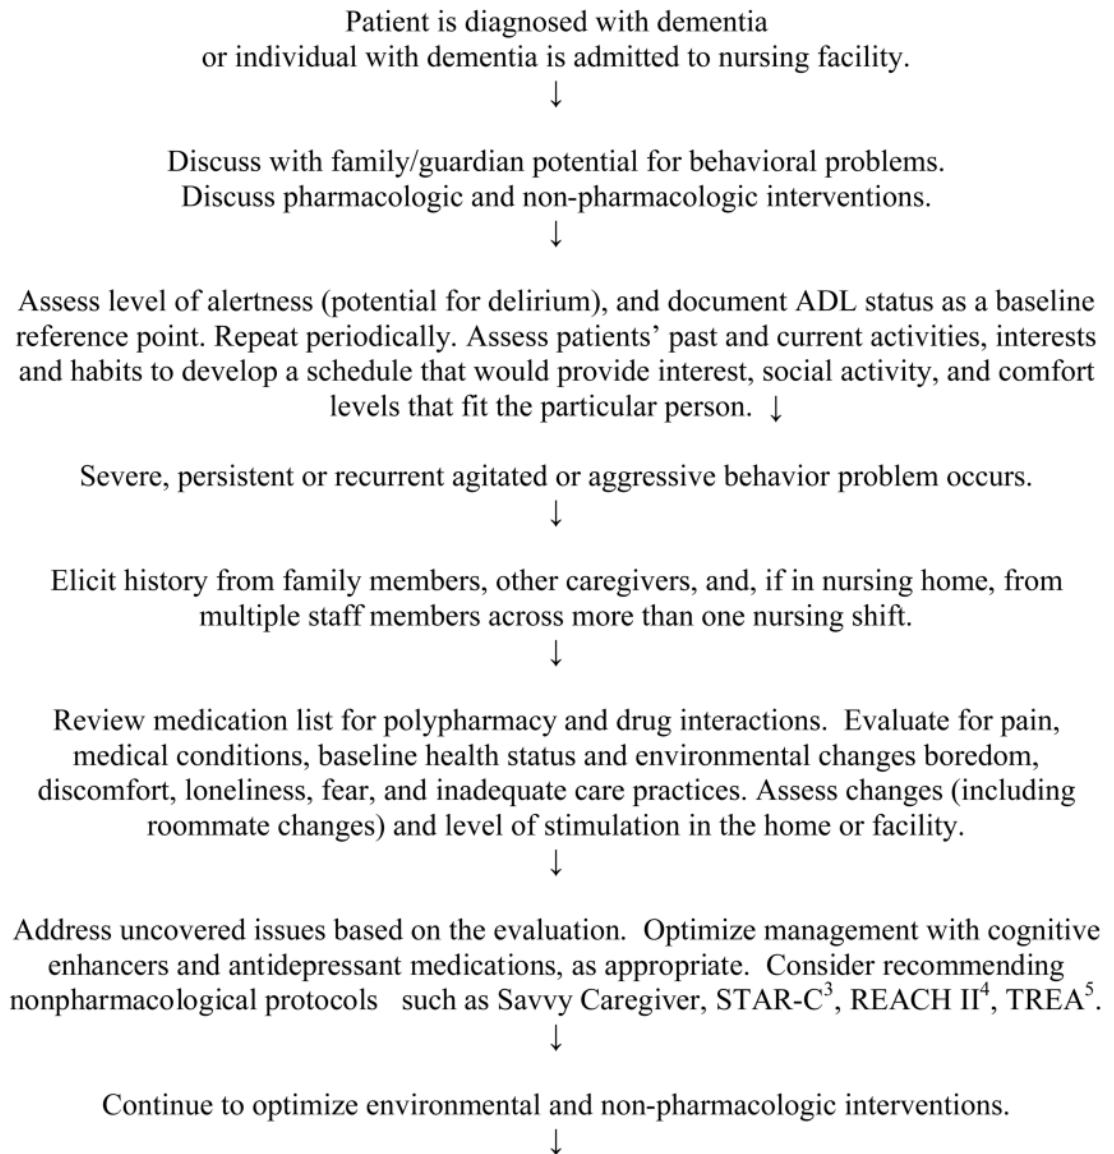 Patient is diagnosed with dementia
or individual with dementia is admitted to nursing facility.
↓
Discuss with family/guardian potential for behavioral problems.
Discuss pharmacologic and non-pharmacologic interventions.
↓
Assess level of alertness (potential for delirium), and document ADL status as a baseline
reference point. Repeat periodically. Assess patients’ past and current activities, interests
and habits to develop a schedule that would provide interest, social activity, and comfort
levels that fit the particular person. ↓
Severe, persistent or recurrent agitated or aggressive behavior problem occurs.
↓
Elicit history from family members, other caregivers, and, if in nursing home, from
multiple staff members across more than one nursing shift.
↓
Review medication list for polypharmacy and drug interactions. Evaluate for pain,
medical conditions, baseline health status and environmental changes boredom,
discomfort, loneliness, fear, and inadequate care practices. Assess changes (including
roommate changes) and level of stimulation in the home or facility.
↓
Address uncovered issues based on the evaluation. Optimize management with cognitive
enhancers and antidepressant medications, as appropriate. Consider recommending
nonpharmacological protocols such as Savvy Caregiver, STAR-C³, REACH II⁴, TREA⁵.
↓
Continue to optimize environmental and non-pharmacologic interventions.
↓